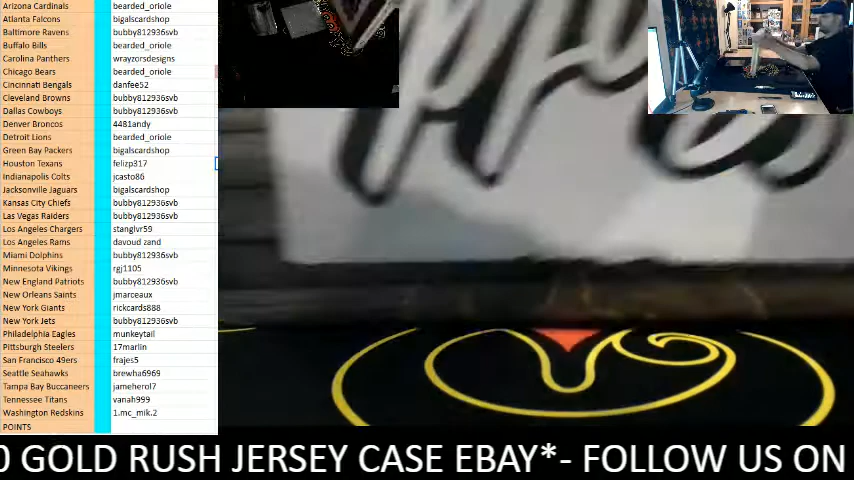 Arizona Cardinals bearded_oriole
Atlanta Falcons bigalscardshop
Baltimore Ravens bubby812936svb
Buffalo Bills bearded_oriole
Carolina Panthers wrayzorsdesigns
Chicago Bears bearded_oriole
Cincinnati Bengals danfee52
Cleveland Browns bubby812936svb
Dallas Cowboys bubby812936svb
Denver Broncos 4481andy
Detroit Lions bearded_oriole
Green Bay Packers bigalscardshop
Houston Texans felizp317
Indianapolis Colts jcasto86
Jacksonville Jaguars bigalscardshop
Kansas City Chiefs bubby812936svb
Las Vegas Raiders bubby812936svb
Los Angeles Chargers stanglvr59
Los Angeles Rams davoud zand
Miami Dolphins bubby812936svb
Minnesota Vikings rgj1105
New England Patriots bubby812936svb
New Orleans Saints jmarceaux
New York Giants rickcards888
New York Jets bubby812936svb
Philadelphia Eagles munkeytail
Pittsburgh Steelers 17marlin
San Francisco 49ers frajes5
Seattle Seahawks brewha6969
Tampa Bay Buccaneers jameherol7
Tennessee Titans vanah999
Washington Redskins 1.mc_mik.2
POINTS
0 GOLD RUSH JERSEY CASE EBAY*- FOLLOW US ON